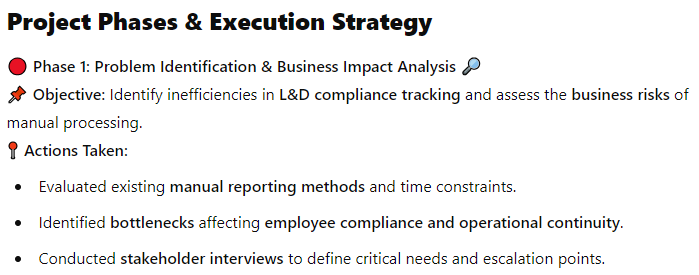 Project Phases & Execution Strategy
🔴 Phase 1: Problem Identification & Business Impact Analysis 🔎
📌 Objective: Identify inefficiencies in L&D compliance tracking and assess the business risks of
manual processing.
📍 Actions Taken:
• Evaluated existing manual reporting methods and time constraints.
• Identified bottlenecks affecting employee compliance and operational continuity.
• Conducted stakeholder interviews to define critical needs and escalation points.